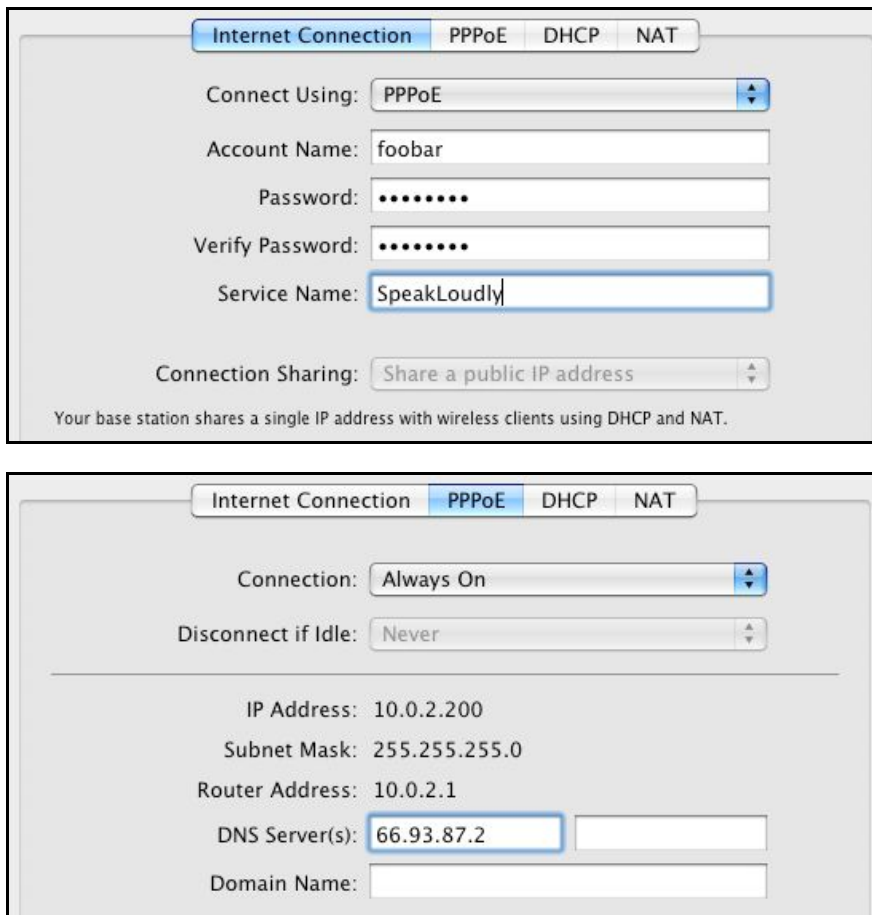 Internet Connection PPPoE DHCP NAT
Connect Using: PPPoE
Account Name: foobar
Password: ••••••••
Verify Password: ••••••••
Service Name: SpeakLoudly
Connection Sharing: Share a public IP address
Your base station shares a single IP address with wireless clients using DHCP and NAT.
Internet Connection PPPoE DHCP NAT
Connection: Always On
Disconnect if Idle: Never
IP Address: 10.0.2.200
Subnet Mask: 255.255.255.0
Router Address: 10.0.2.1
DNS Server(s): 66.93.87.2
Domain Name: